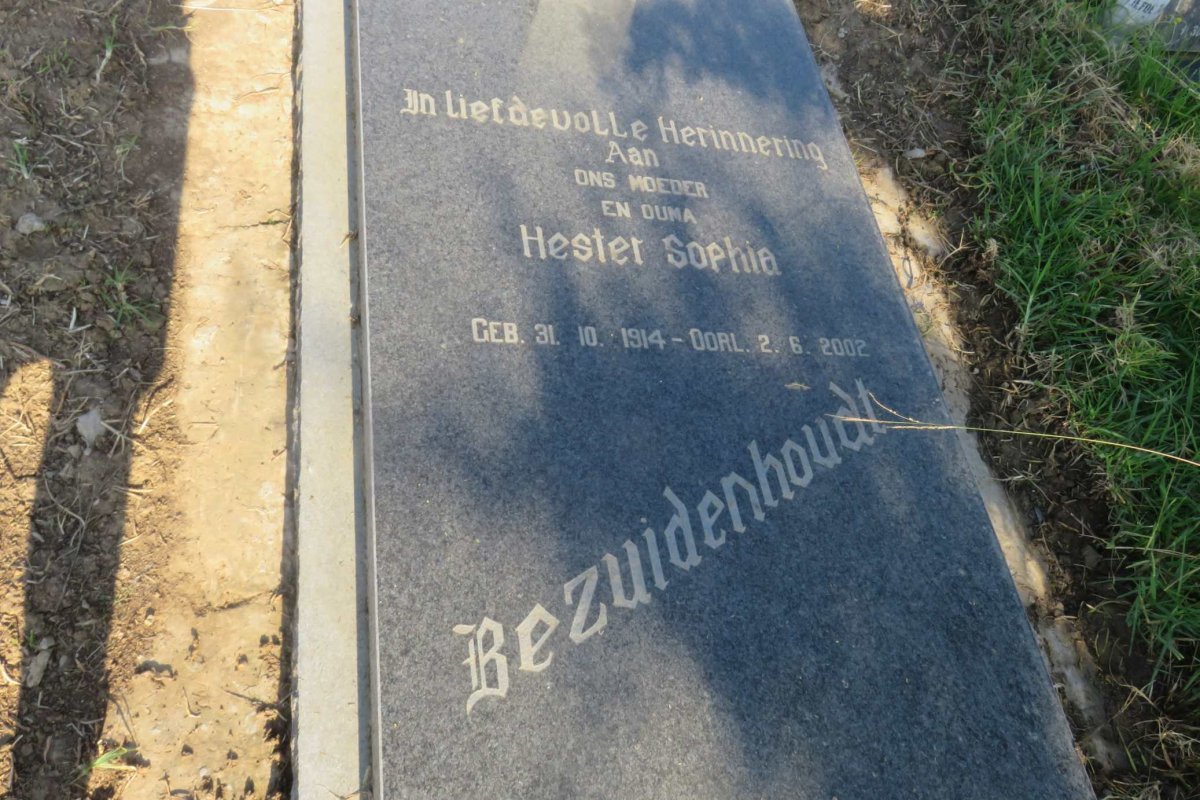 In Liefdevolle Herinnering
Aan
ONS MOEDER
EN OUMA
Hester Sophia
GEB. 31. 10. 1914 - OORL. 2. 6. 2002
Bezuidenhoudt